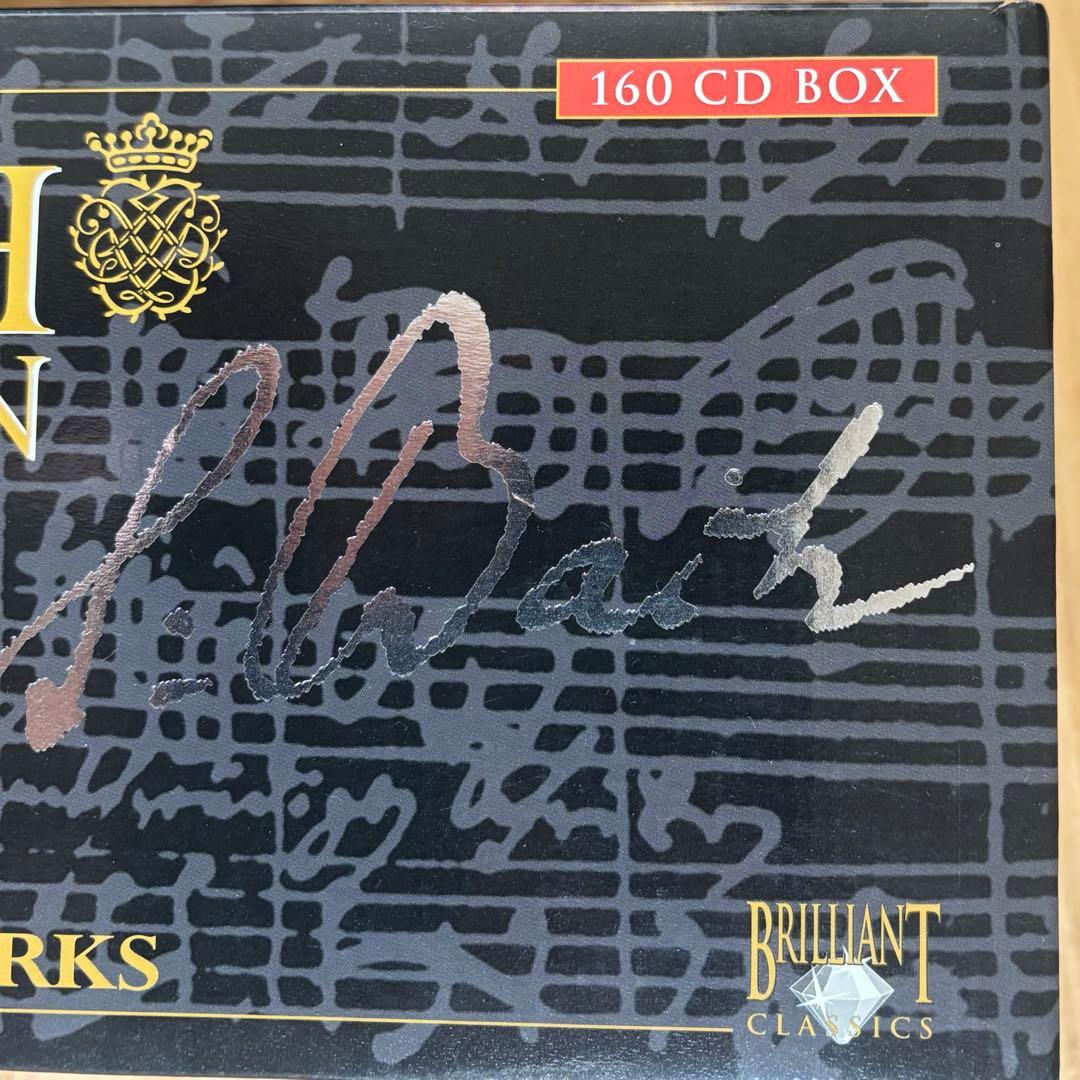 160 CD BOX
H
N
S. Bach
RKS
BRILLIANT
CLASSICS